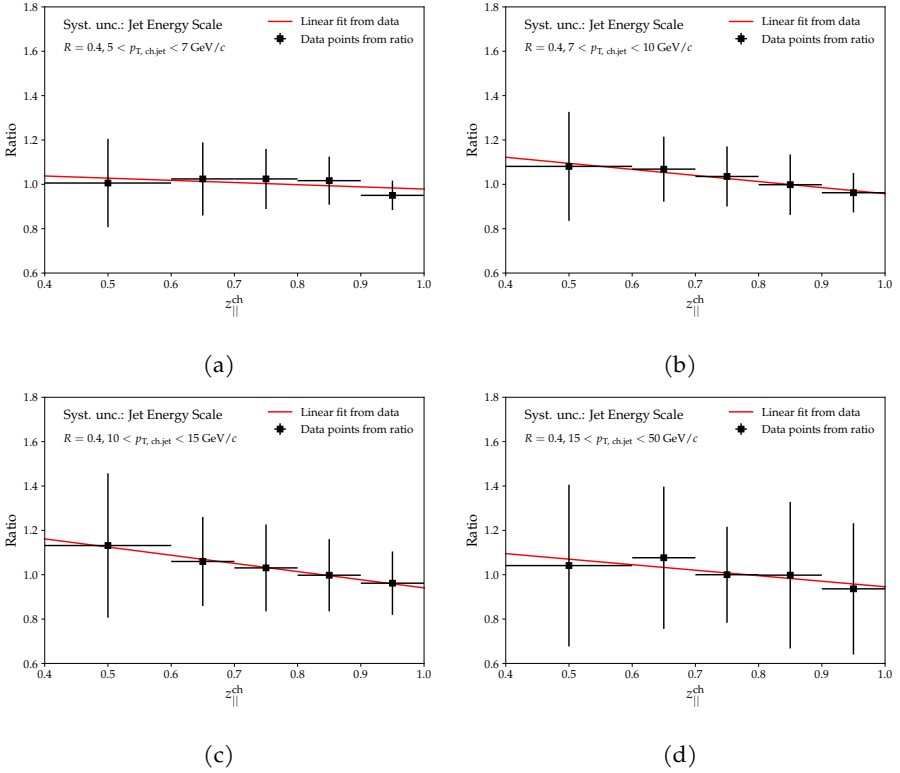 Syst. unc.: Jet Energy Scale
R = 0.4, 5 < p_T, ch.jet < 7 GeV/c
Linear fit from data
Data points from ratio
Ratio
1.8
1.6
1.4
1.2
1.0
0.8
0.6
0.4 0.5 0.6 0.7 0.8 0.9 1.0
z_||^ch
(a)
Syst. unc.: Jet Energy Scale
R = 0.4, 7 < p_T, ch.jet < 10 GeV/c
Linear fit from data
Data points from ratio
Ratio
1.8
1.6
1.4
1.2
1.0
0.8
0.6
0.4 0.5 0.6 0.7 0.8 0.9 1.0
z_||^ch
(b)
Syst. unc.: Jet Energy Scale
R = 0.4, 10 < p_T, ch.jet < 15 GeV/c
Linear fit from data
Data points from ratio
Ratio
1.8
1.6
1.4
1.2
1.0
0.8
0.6
0.4 0.5 0.6 0.7 0.8 0.9 1.0
z_||^ch
(c)
Syst. unc.: Jet Energy Scale
R = 0.4, 15 < p_T, ch.jet < 50 GeV/c
Linear fit from data
Data points from ratio
Ratio
1.8
1.6
1.4
1.2
1.0
0.8
0.6
0.4 0.5 0.6 0.7 0.8 0.9 1.0
z_||^ch
(d)